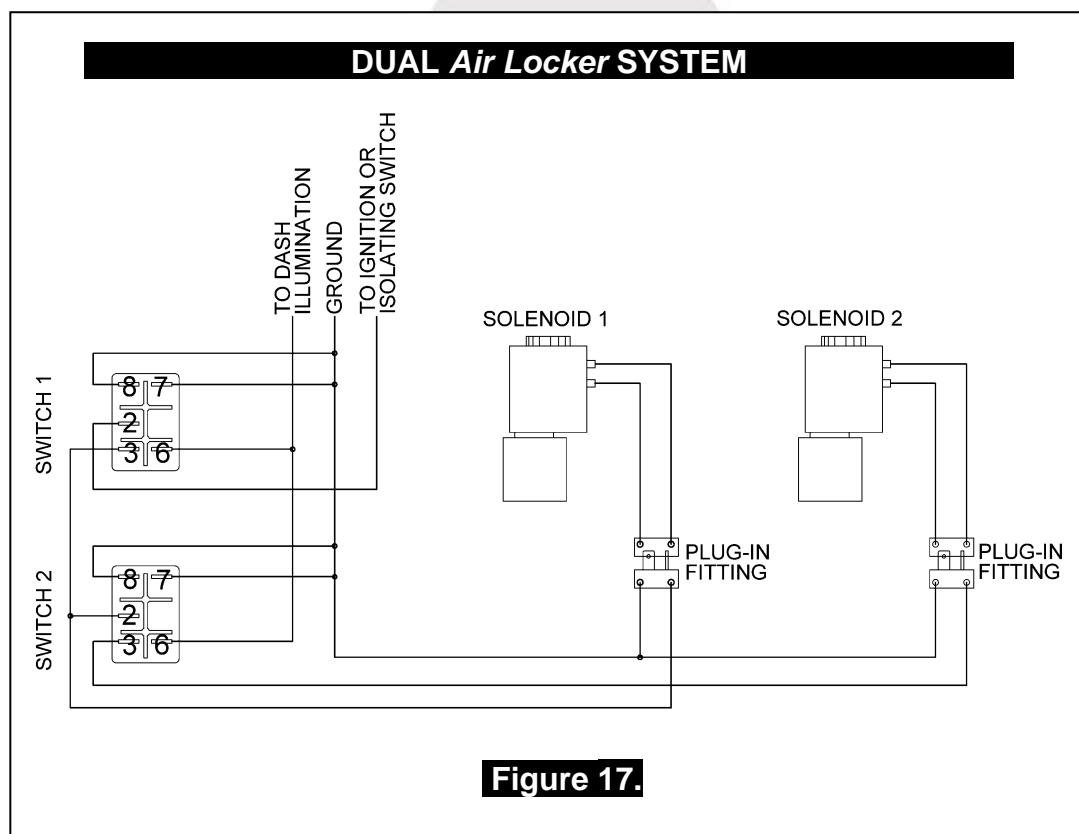 DUAL Air Locker SYSTEM
TO DASH
ILLUMINATION
GROUND
TO IGNITION OR
ISOLATING SWITCH
SOLENOID 1
SOLENOID 2
SWITCH 1
8 7
2
3 6
SWITCH 2
8 7
2
3 6
PLUG-IN
FITTING
PLUG-IN
FITTING
Figure 17.